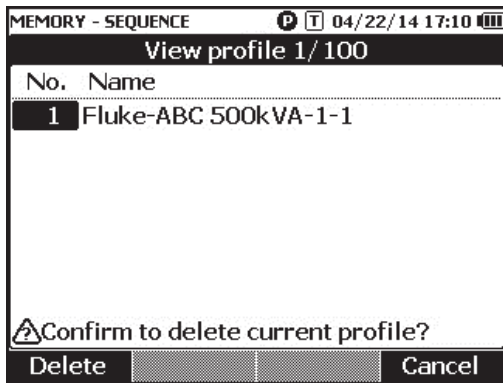 MEMORY - SEQUENCE P T 04/22/14 17:10
View profile 1/100
No. Name
1 Fluke-ABC 500kVA-1-1
?Confirm to delete current profile?
Delete Cancel